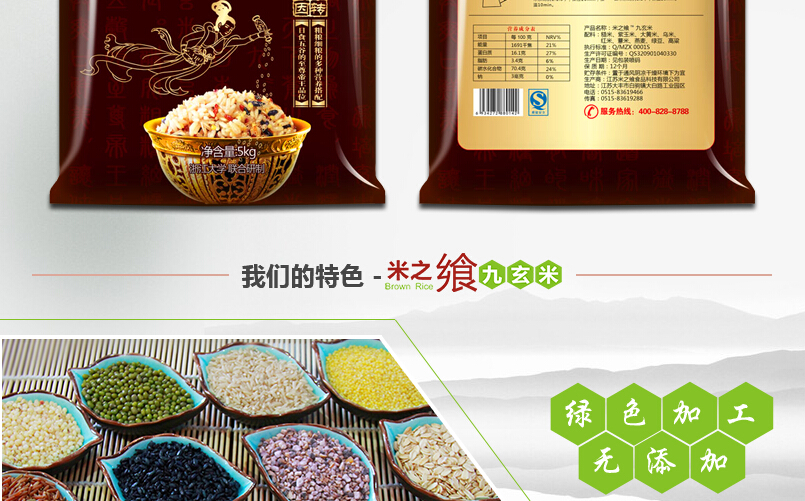 因 转
粗粮细粮的多种营养搭配
日食五谷的至尊帝王品位
净含量:5kg
浙江大学 联合研制
营养成分表
项目 每100克 NRV%
能量 1691千焦 21%
蛋白质 16.1克 27%
脂肪 3.4克 6%
碳水化合物 70.4克 24%
钠 3毫克 0%
产品名称：米之飨™九玄米
配料：糙米、紫玉米、大黄米、乌米、
红米、薏米、燕麦、绿豆、高粱
执行标准：Q/MZX 0001S
生产许可证编号：QS320901040330
生产日期：见包装喷码
保质期：12个月
贮存条件：置于通风阴凉干燥环境下为宜
生产商：江苏米之飨食品科技有限公司
地址：江苏大丰市白驹镇大白路工业园区
电话：0515-83619466
传真：0515-83619288
服务热线：400-828-8788
我们的特色 - 米之飨九玄米
Brown Rice
绿色加工
无添加